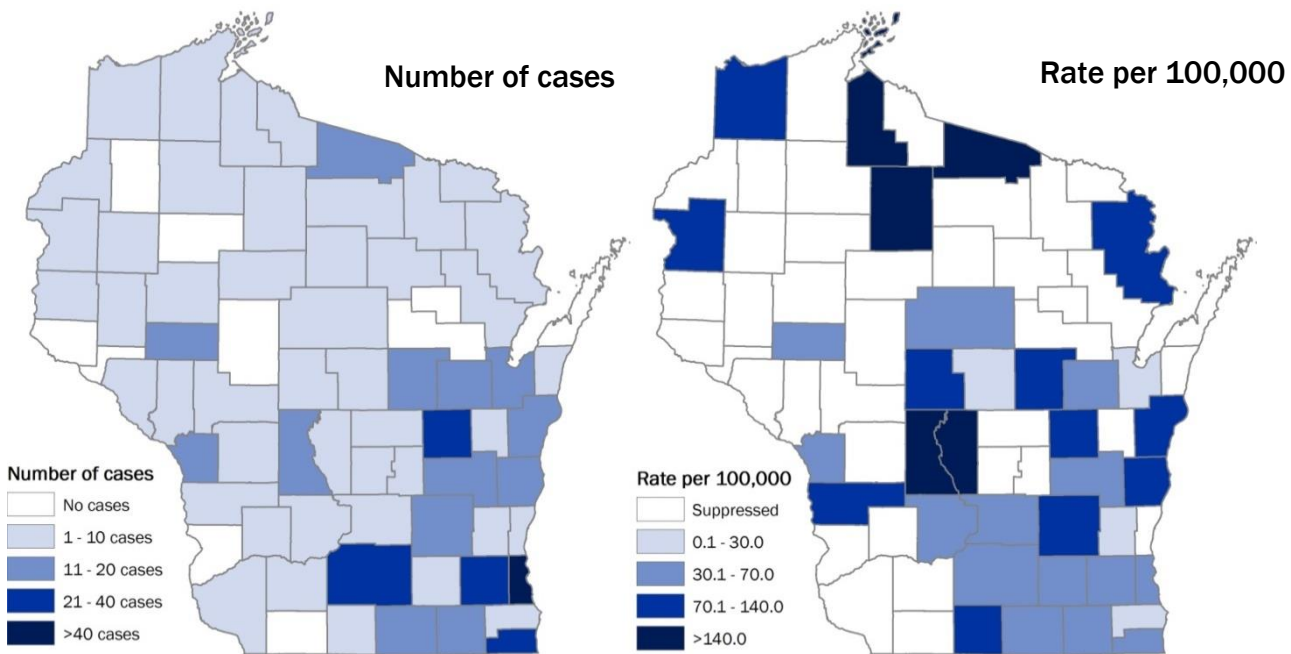 Number of cases
Rate per 100,000
Number of cases
No cases
1 - 10 cases
11 - 20 cases
21 - 40 cases
>40 cases
Rate per 100,000
Suppressed
0.1 - 30.0
30.1 - 70.0
70.1 - 140.0
>140.0